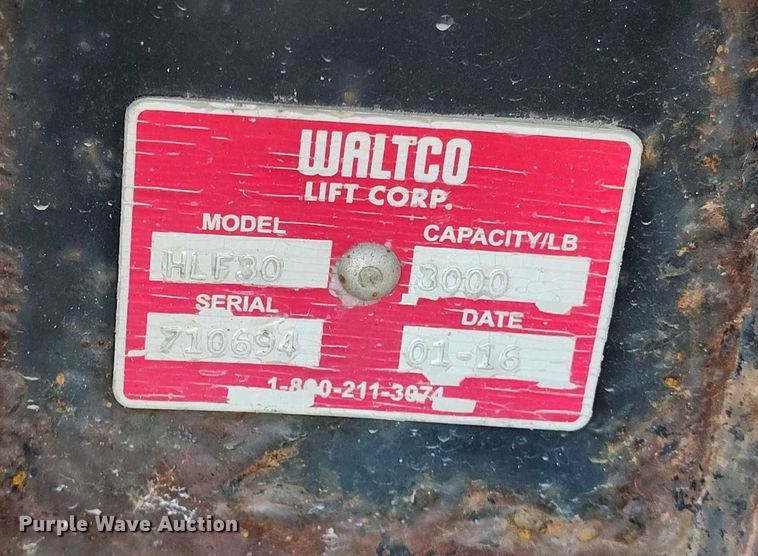 WALTCO
LIFT CORP.
MODEL
CAPACITY/LB
HLF30
3000
SERIAL
DATE
710694
01-16
1-800-211-3074
Purple Wave Auction